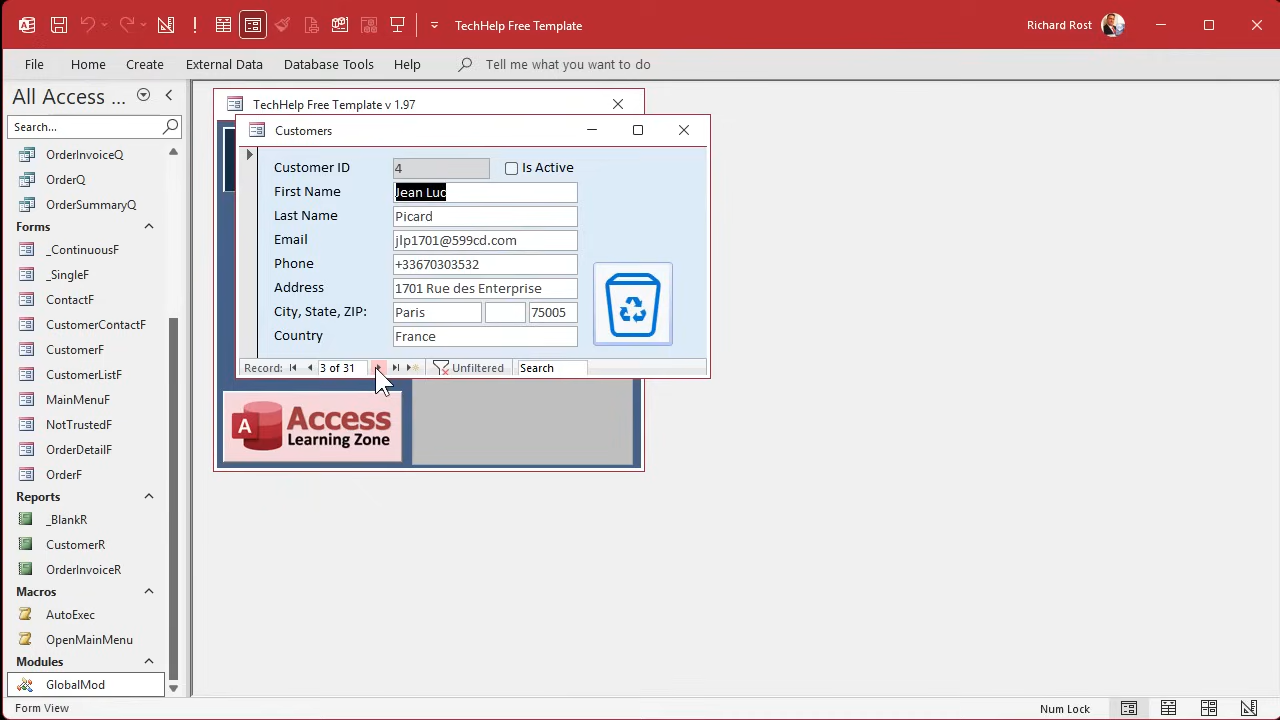 TechHelp Free Template
Richard Rost
File Home Create External Data Database Tools Help Tell me what you want to do
All Access ...
Search...
OrderInvoiceQ
OrderQ
OrderSummaryQ
Forms
_ContinuousF
_SingleF
ContactF
CustomerContactF
CustomerF
CustomerListF
MainMenuF
NotTrustedF
OrderDetailF
OrderF
Reports
_BlankR
CustomerR
OrderInvoiceR
Macros
AutoExec
OpenMainMenu
Modules
GlobalMod
TechHelp Free Template v 1.97
Customers
Customer ID 4 Is Active
First Name Jean Luc
Last Name Picard
Email jlp1701@599cd.com
Phone +33670303532
Address 1701 Rue des Enterprise
City, State, ZIP: Paris 75005
Country France
Record: 3 of 31 Unfiltered Search
A Access
Learning Zone
Form View
Num Lock